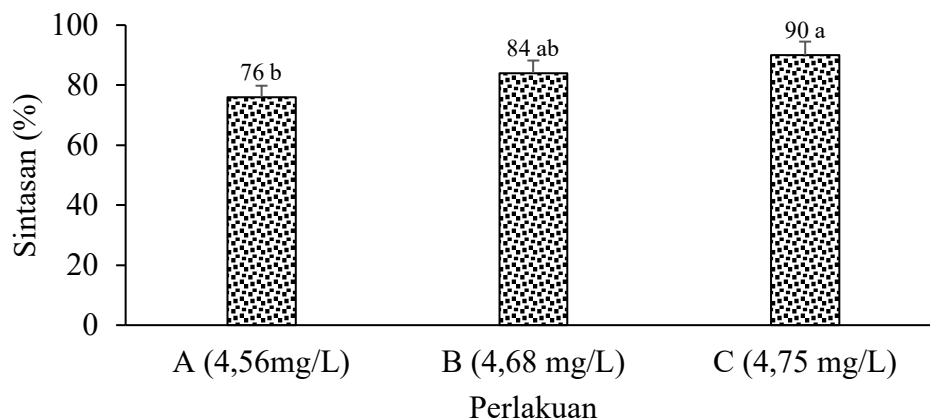 Sintasan (%)
100
80
60
40
20
0
76 b
84 ab
90 a
A (4,56mg/L)
B (4,68 mg/L)
C (4,75 mg/L)
Perlakuan